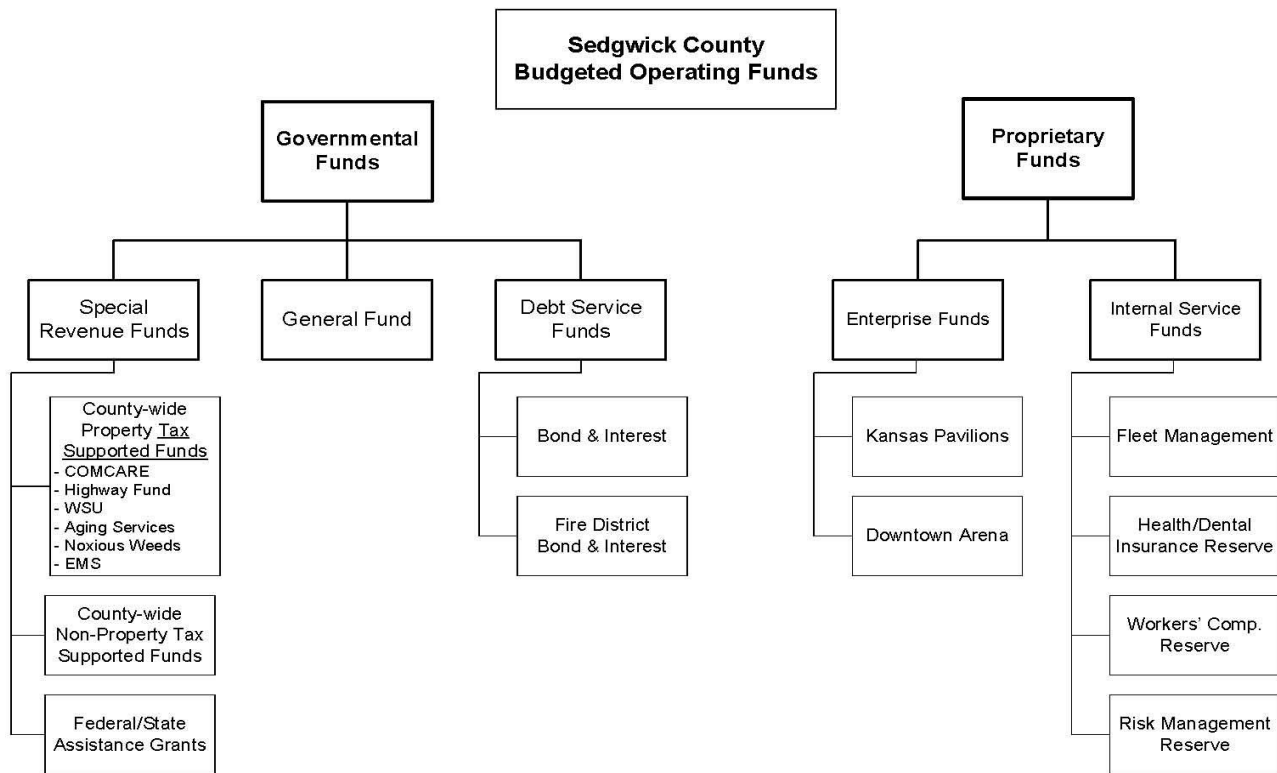 Sedgwick County
Budgeted Operating Funds
Governmental
Funds
Proprietary
Funds
Special
Revenue Funds
General Fund
Debt Service
Funds
Enterprise Funds
Internal Service
Funds
County-wide
Property Tax
Supported Funds
- COMCARE
- Highway Fund
- WSU
- Aging Services
- Noxious Weeds
- EMS
County-wide
Non-Property Tax
Supported Funds
Federal/State
Assistance Grants
Bond & Interest
Fire District
Bond & Interest
Kansas Pavilions
Downtown Arena
Fleet Management
Health/Dental
Insurance Reserve
Workers' Comp.
Reserve
Risk Management
Reserve